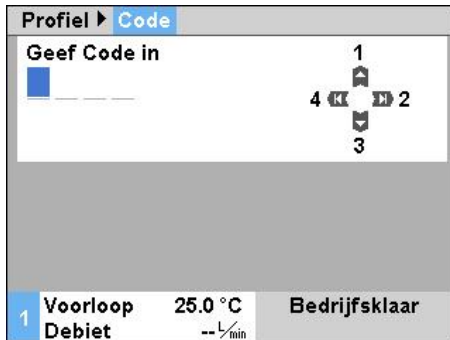 Profiel Code
Geef Code in
1
4 2
3
1 Voorloop 25.0 °C Bedrijfsklaar
Debiet -- L/min